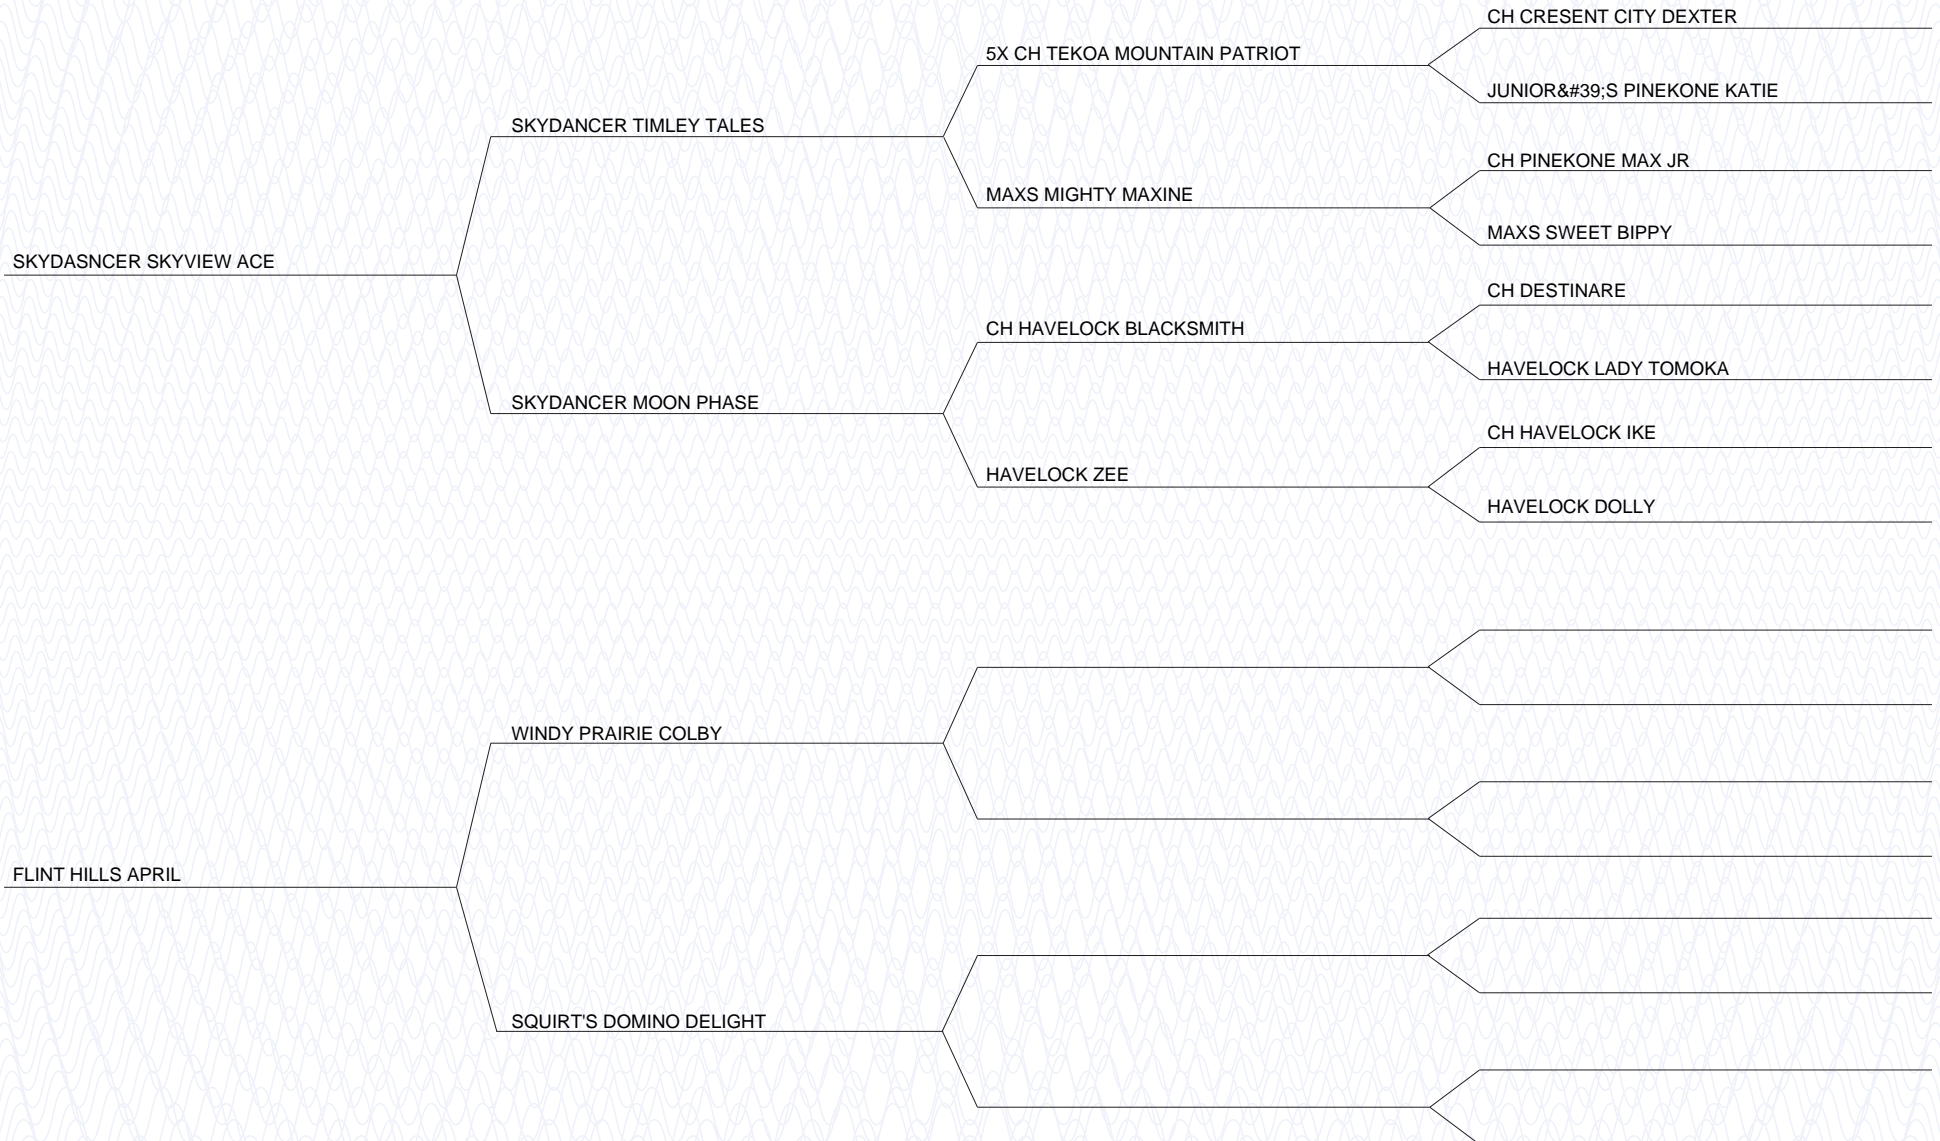 CH CRESENT CITY DEXTER
5X CH TEKOA MOUNTAIN PATRIOT
JUNIOR&#39;S PINEKONE KATIE
SKYDANCER TIMLEY TALES
CH PINEKONE MAX JR
MAXS MIGHTY MAXINE
MAXS SWEET BIPPY
SKYDASNCER SKYVIEW ACE
CH DESTINARE
CH HAVELOCK BLACKSMITH
HAVELOCK LADY TOMOKA
SKYDANCER MOON PHASE
CH HAVELOCK IKE
HAVELOCK ZEE
HAVELOCK DOLLY
WINDY PRAIRIE COLBY
FLINT HILLS APRIL
SQUIRT'S DOMINO DELIGHT